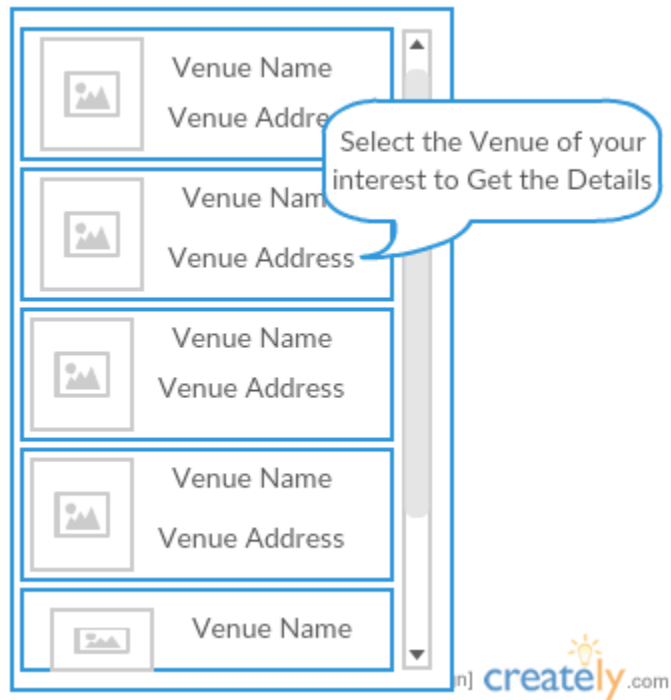 Venue Name
Venue Addre
Select the Venue of your
interest to Get the Details
Venue Nam
Venue Address
Venue Name
Venue Address
Venue Name
Venue Address
Venue Name
n] creately.com